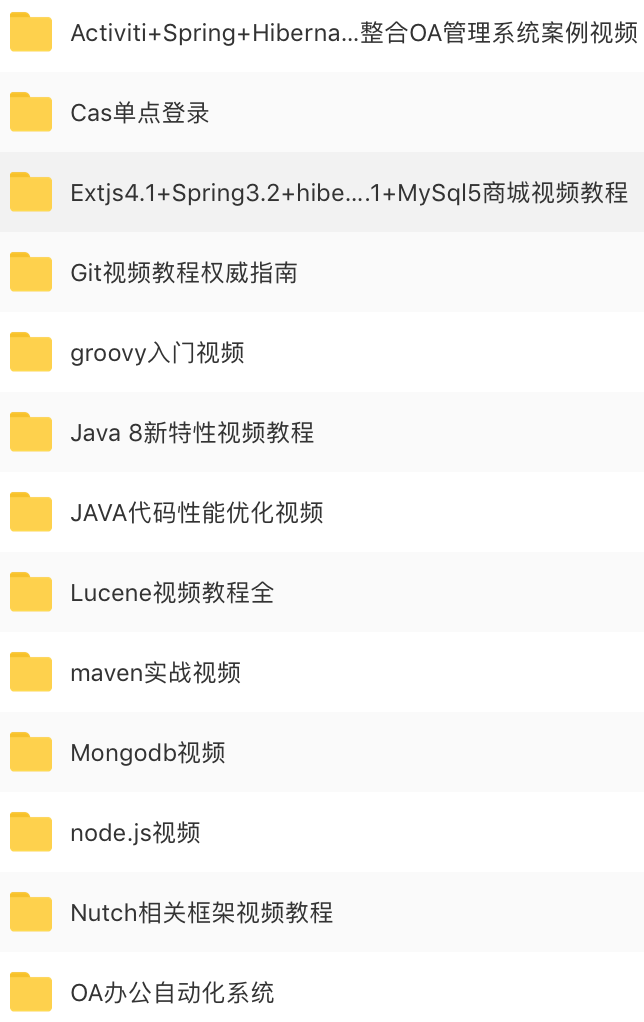 Activiti+Spring+Hiberna...整合OA管理系统案例视频
Cas单点登录
Extjs4.1+Spring3.2+hibe....1+MySql5商城视频教程
Git视频教程权威指南
groovy入门视频
Java 8新特性视频教程
JAVA代码性能优化视频
Lucene视频教程全
maven实战视频
Mongodb视频
node.js视频
Nutch相关框架视频教程
OA办公自动化系统